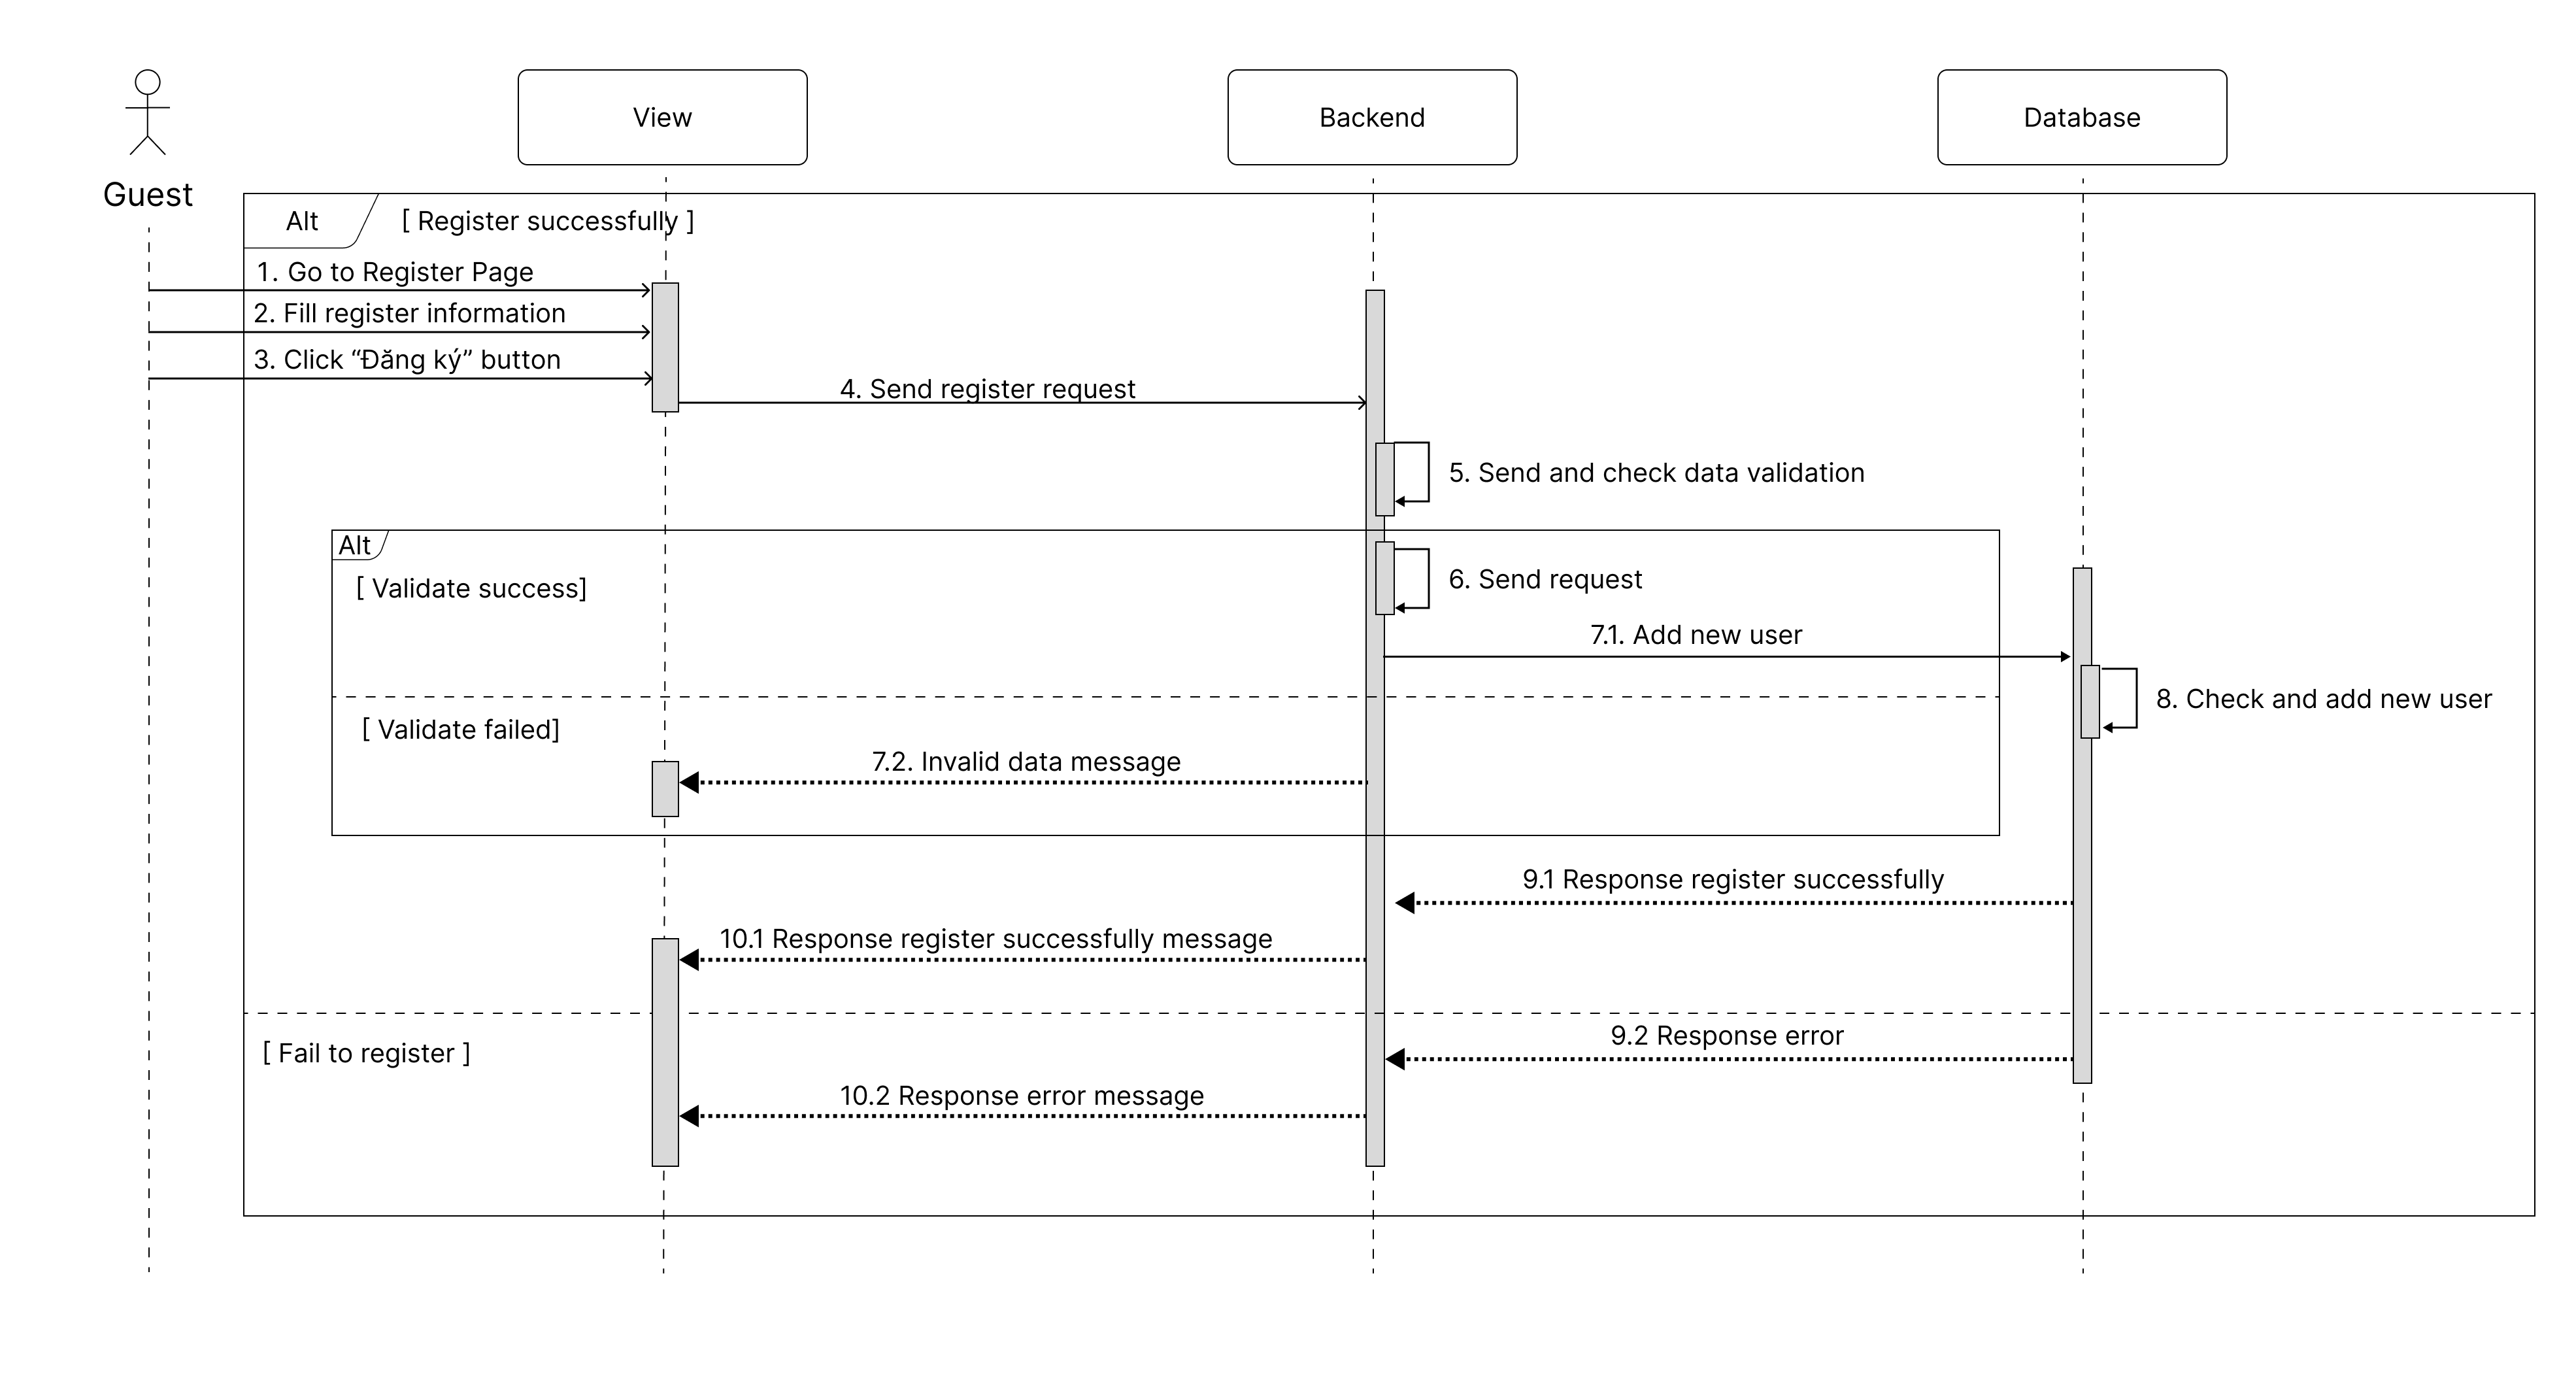 View
Backend
Database
Guest
Alt
[ Register successfully ]
1. Go to Register Page
2. Fill register information
3. Click “Đăng ký” button
4. Send register request
5. Send and check data validation
Alt
[ Validate success]
6. Send request
7.1. Add new user
8. Check and add new user
[ Validate failed]
7.2. Invalid data message
9.1 Response register successfully
10.1 Response register successfully message
9.2 Response error
[ Fail to register ]
10.2 Response error message